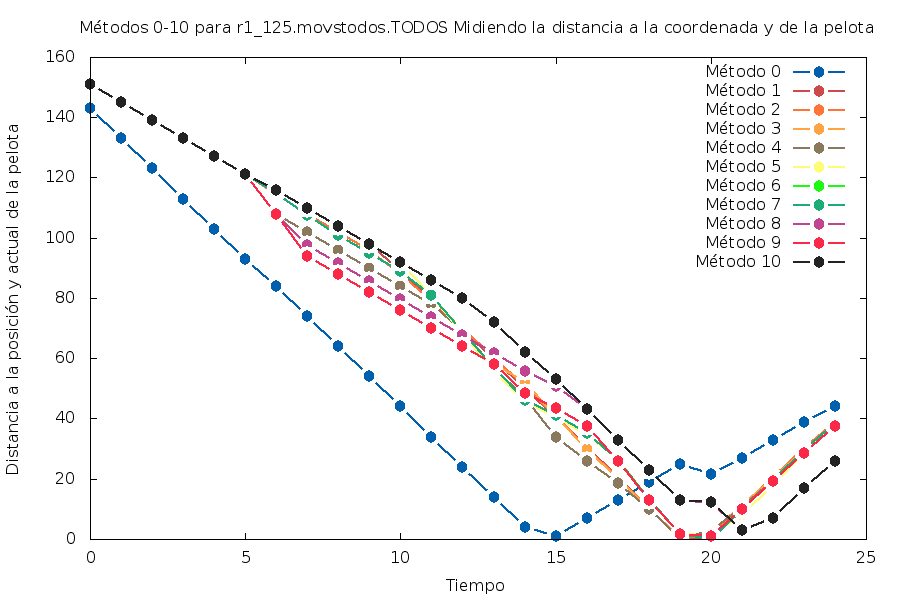 Métodos 0-10 para r1_125.movstodos.TODOS Midiendo la distancia a la coordenada y de la pelota
160
140
120
100
80
60
40
20
0
0 5 10 15 20 25
Distancia a la posición y actual de la pelota
Tiempo
Método 0
Método 1
Método 2
Método 3
Método 4
Método 5
Método 6
Método 7
Método 8
Método 9
Método 10